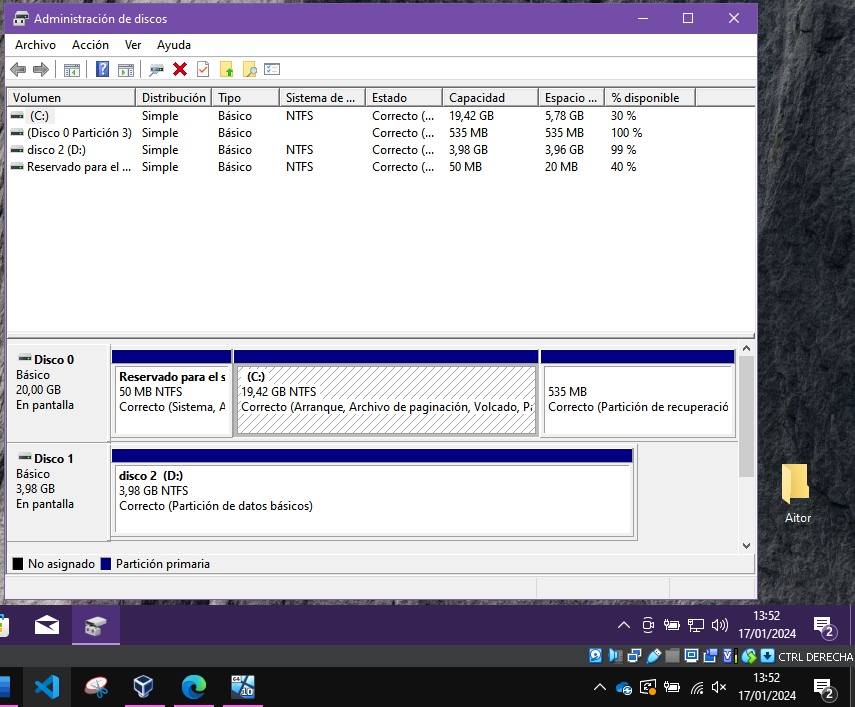 Administración de discos
Archivo Acción Ver Ayuda
Volumen Distribución Tipo Sistema de ... Estado Capacidad Espacio ... % disponible
(C:) Simple Básico NTFS Correcto (... 19,42 GB 5,78 GB 30 %
(Disco 0 Partición 3) Simple Básico Correcto (... 535 MB 535 MB 100 %
disco 2 (D:) Simple Básico NTFS Correcto (... 3,98 GB 3,96 GB 99 %
Reservado para el ... Simple Básico NTFS Correcto (... 50 MB 20 MB 40 %
Disco 0
Básico
20,00 GB
En pantalla
Reservado para el s
50 MB NTFS
Correcto (Sistema, A
(C:)
19,42 GB NTFS
Correcto (Arranque, Archivo de paginación, Volcado, P
535 MB
Correcto (Partición de recuperació
Disco 1
Básico
3,98 GB
En pantalla
disco 2 (D:)
3,98 GB NTFS
Correcto (Partición de datos básicos)
No asignado Partición primaria
Aitor
13:52
17/01/2024
2
CTRL DERECHA
13:52
17/01/2024
2